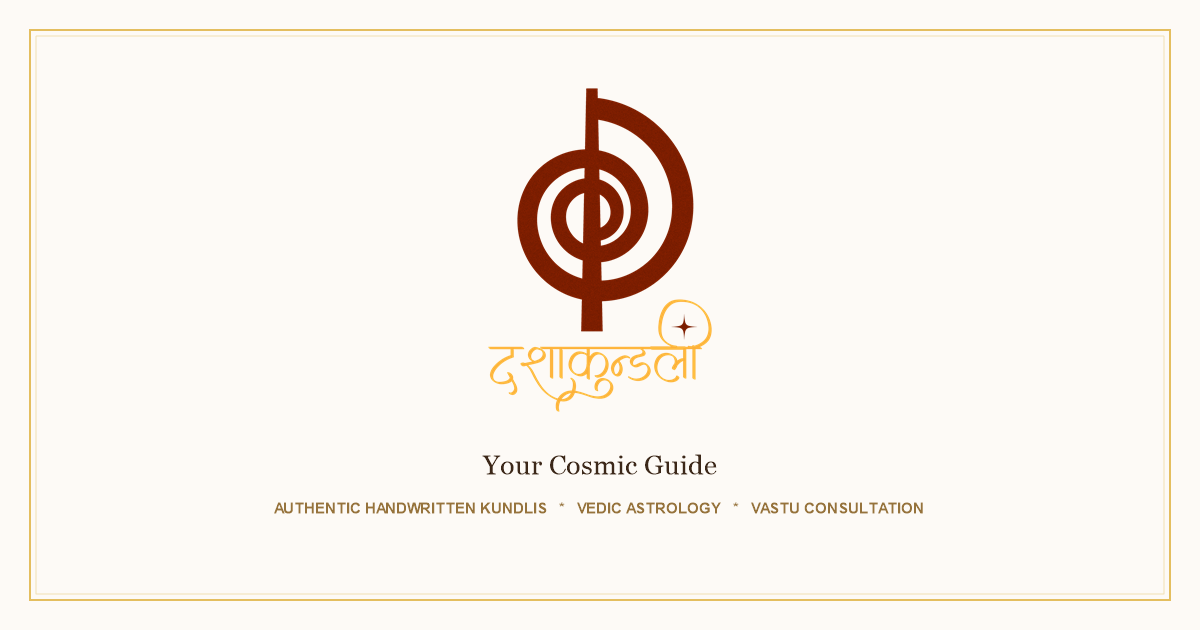 दशाकुन्डली
Your Cosmic Guide
AUTHENTIC HANDWRITTEN KUNDLIS * VEDIC ASTROLOGY * VASTU CONSULTATION